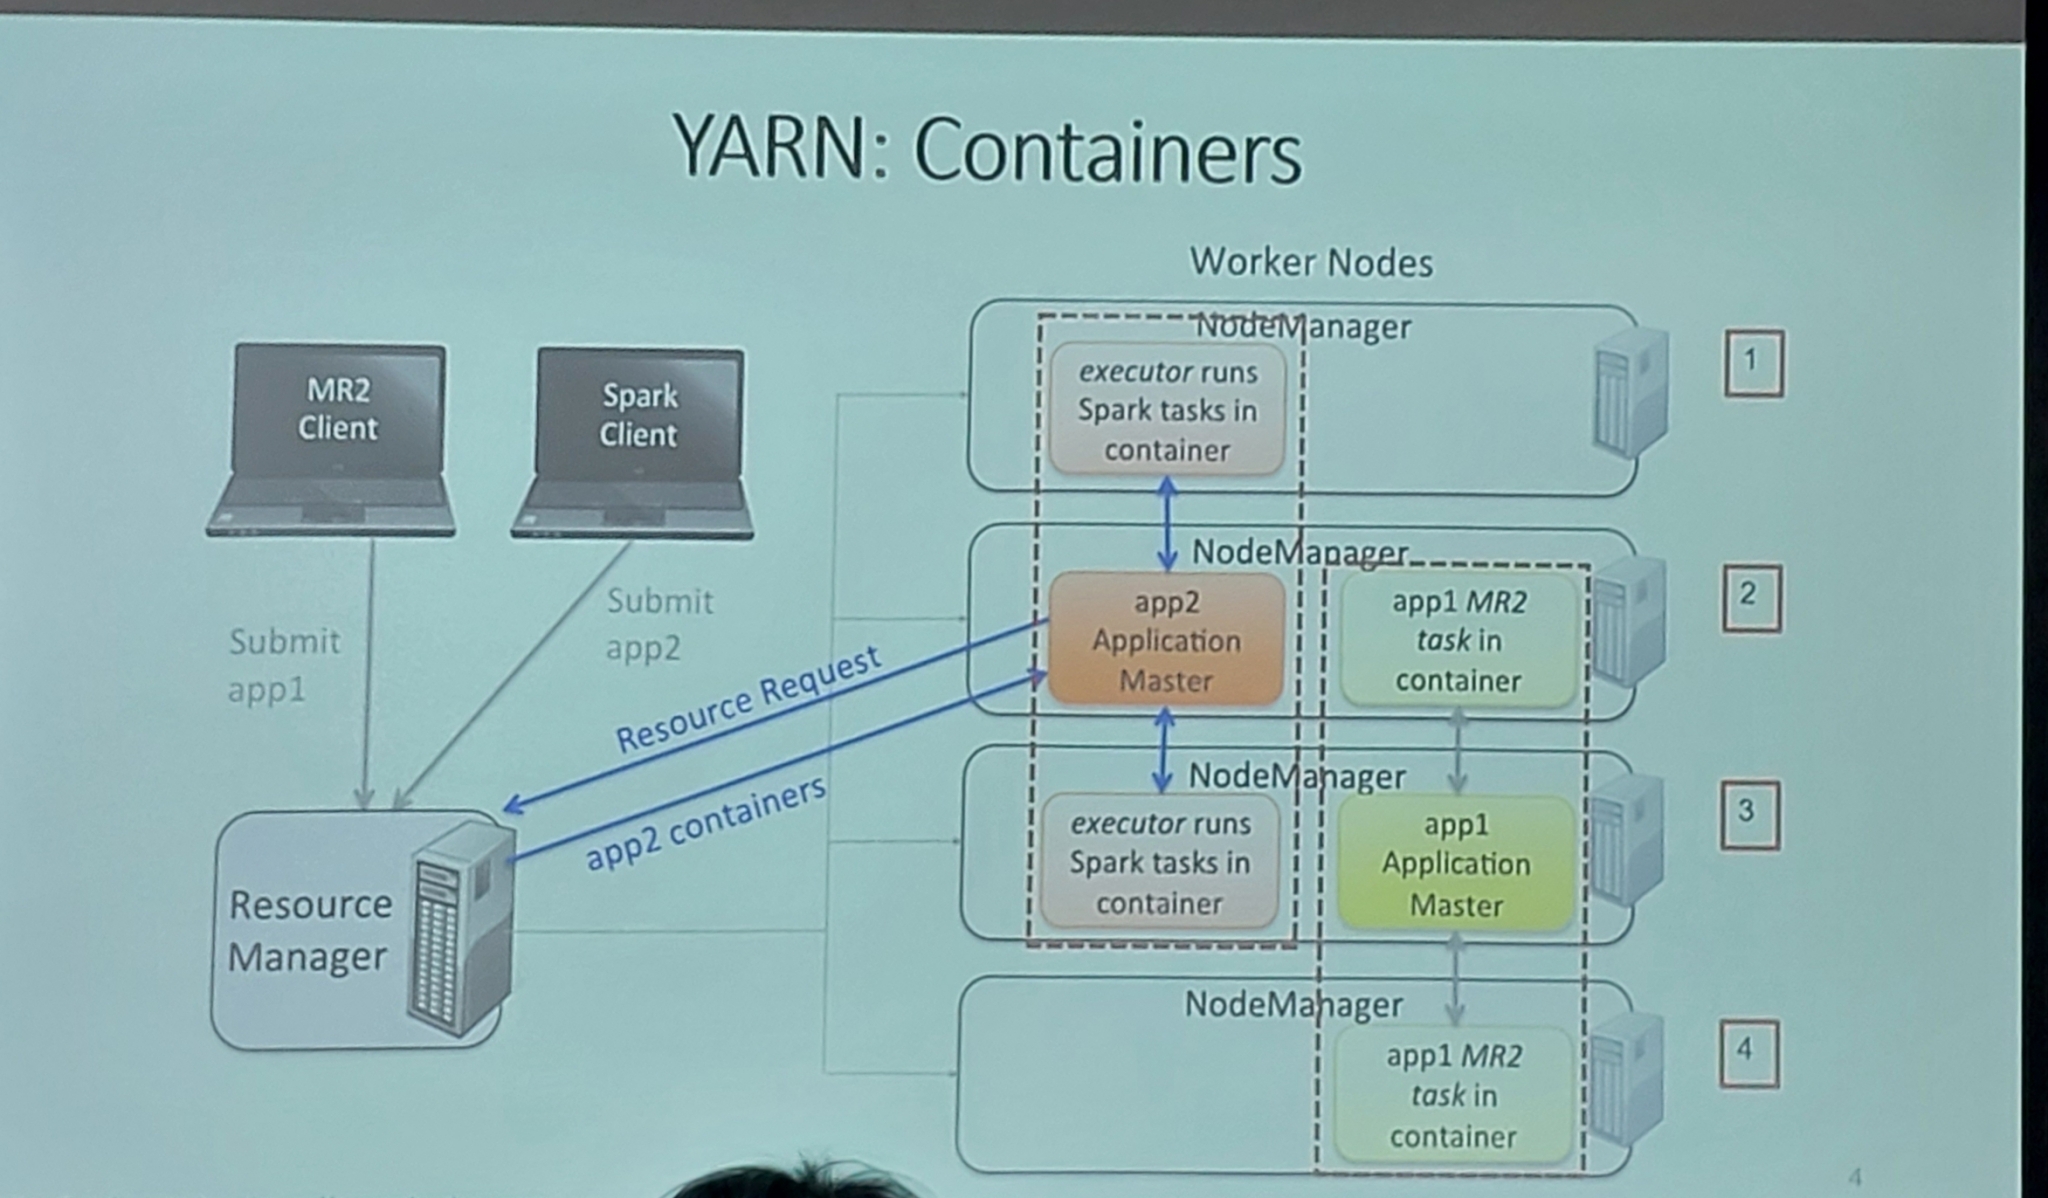 YARN: Containers
Worker Nodes
MR2
Client
Spark
Client
Submit
app1
Submit
app2
Resource Request
app2 containers
Resource
Manager
NodeManager
executor runs
Spark tasks in
container
1
NodeManager
app2
Application
Master
app1 MR2
task in
container
2
NodeManager
executor runs
Spark tasks in
container
app1
Application
Master
3
NodeManager
app1 MR2
task in
container
4
4